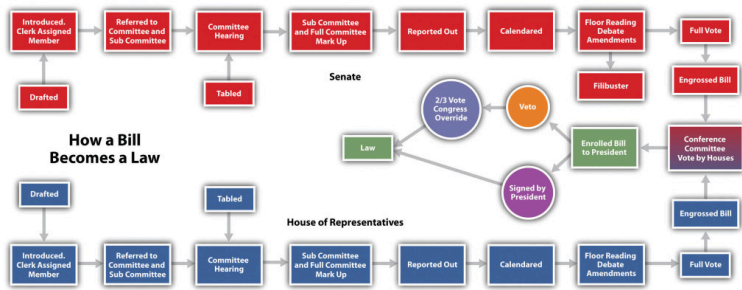 Introduced.
Clerk Assigned
Member
Referred to
Committee and
Sub Committee
Committee
Hearing
Sub Committee
and Full Committee
Mark Up
Reported Out
Calendared
Floor Reading
Debate
Amendments
Full Vote
Drafted
Tabled
Senate
Filibuster
Engrossed Bill
How a Bill
Becomes a Law
2/3 Vote
Congress
Override
Veto
Law
Enrolled Bill
to President
Conference
Committee
Vote by Houses
Signed by
President
Drafted
Tabled
House of Representatives
Engrossed Bill
Introduced.
Clerk Assigned
Member
Referred to
Committee and
Sub Committee
Committee
Hearing
Sub Committee
and Full Committee
Mark Up
Reported Out
Calendared
Floor Reading
Debate
Amendments
Full Vote